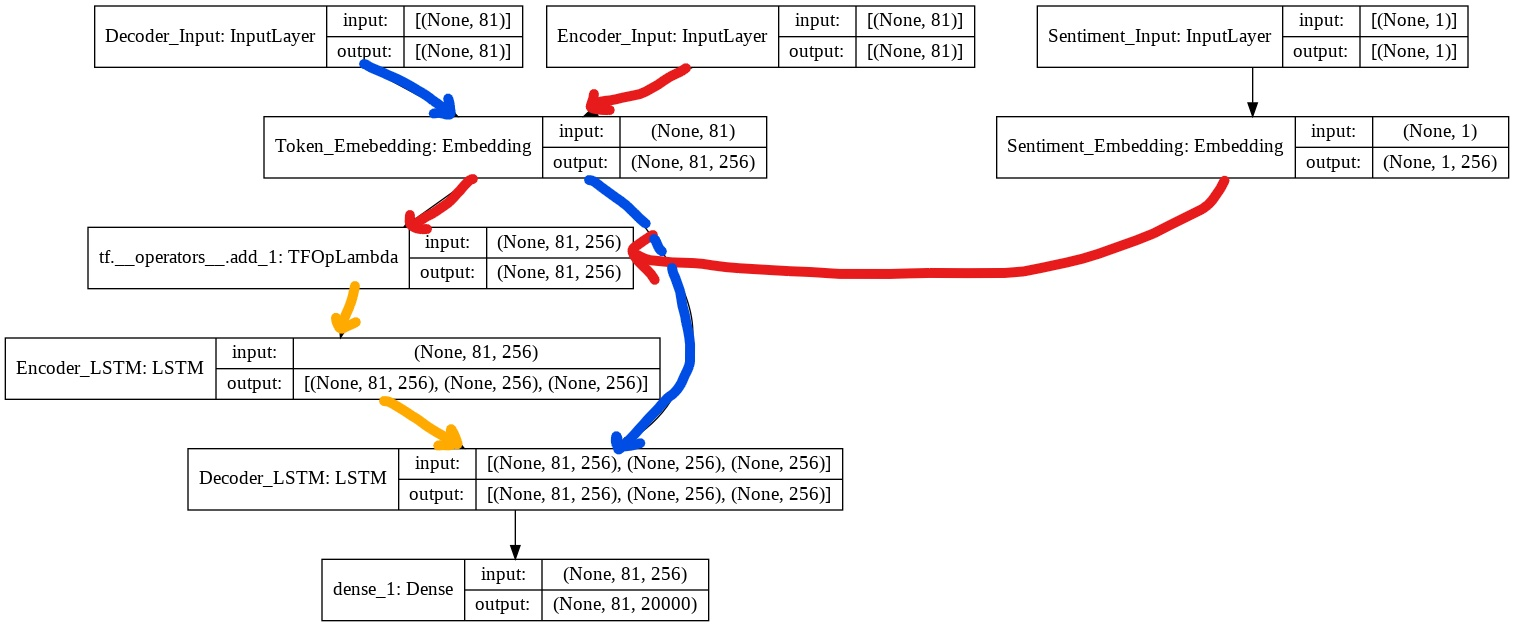 Decoder_Input: InputLayer
input: [(None, 81)]
output: [(None, 81)]
Encoder_Input: InputLayer
input: [(None, 81)]
output: [(None, 81)]
Sentiment_Input: InputLayer
input: [(None, 1)]
output: [(None, 1)]
Token_Emebedding: Embedding
input: (None, 81)
output: (None, 81, 256)
Sentiment_Embedding: Embedding
input: (None, 1)
output: (None, 1, 256)
tf.__operators__.add_1: TFOpLambda
input: (None, 81, 256)
output: (None, 81, 256)
Encoder_LSTM: LSTM
input: (None, 81, 256)
output: [(None, 81, 256), (None, 256), (None, 256)]
Decoder_LSTM: LSTM
input: [(None, 81, 256), (None, 256), (None, 256)]
output: [(None, 81, 256), (None, 256), (None, 256)]
dense_1: Dense
input: (None, 81, 256)
output: (None, 81, 20000)